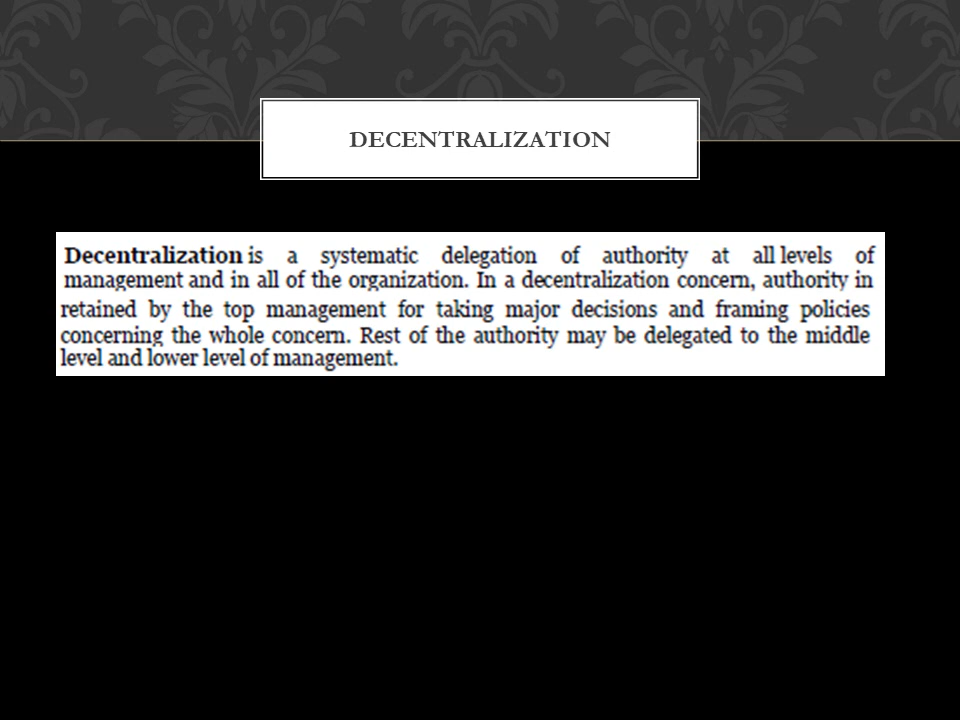 DECENTRALIZATION
Decentralization is a systematic delegation of authority at all levels of
management and in all of the organization. In a decentralization concern, authority in
retained by the top management for taking major decisions and framing policies
concerning the whole concern. Rest of the authority may be delegated to the middle
level and lower level of management.